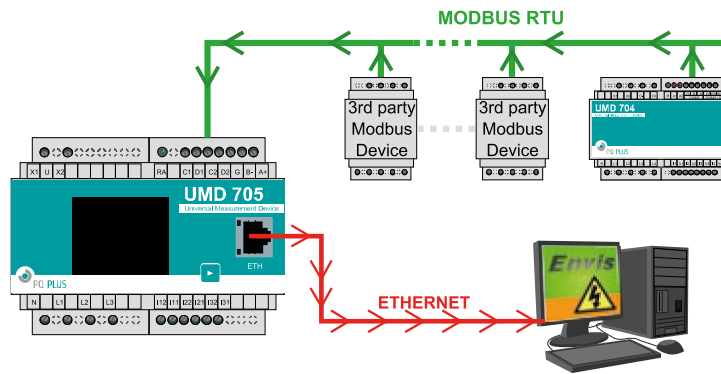 MODBUS RTU
3rd party
Modbus
Device
3rd party
Modbus
Device
UMD 704
PQ PLUS
X1 U X2 RA C1 D1 C2 D2 G B- A+
UMD 705
Universal Measurement Device
ETH
PQ PLUS
N L1 L2 L3 I12 I11 I22 I21 I32 I31
ETHERNET
Envis